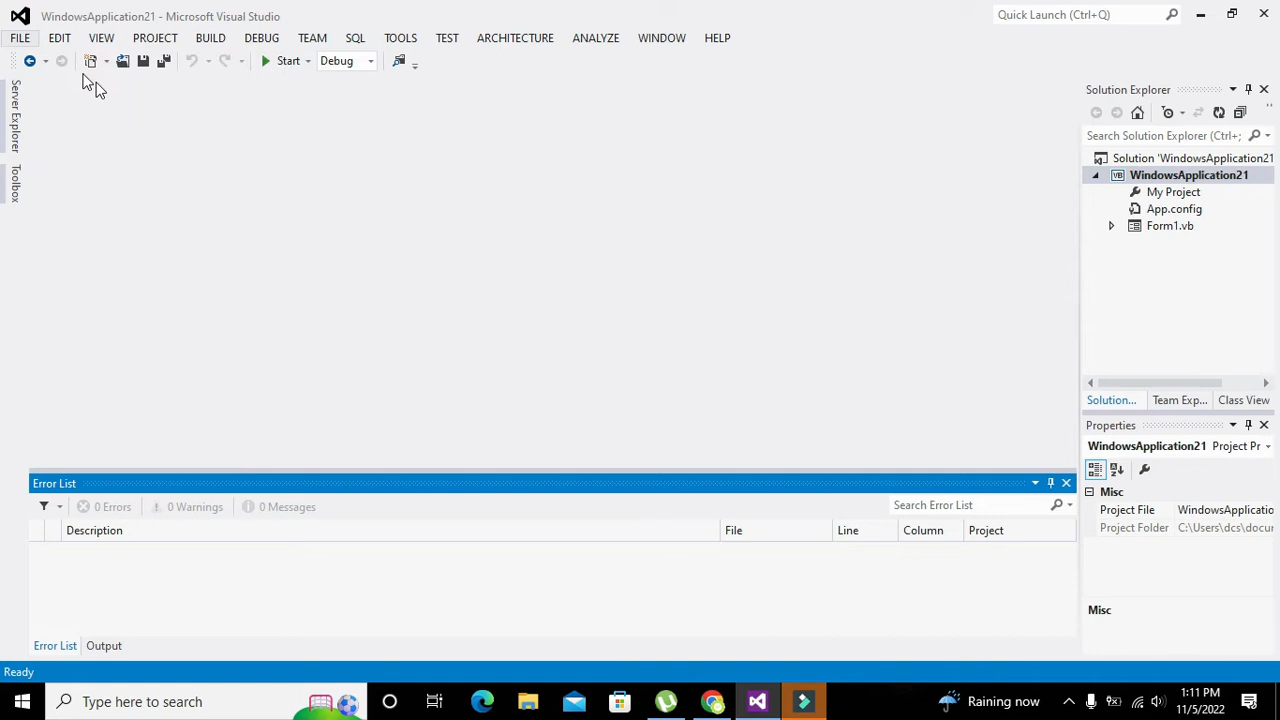 WindowsApplication21 - Microsoft Visual Studio
Quick Launch (Ctrl+Q)
FILE EDIT VIEW PROJECT BUILD DEBUG TEAM SQL TOOLS TEST ARCHITECTURE ANALYZE WINDOW HELP
Start Debug
Server Explorer
Toolbox
Solution Explorer
Search Solution Explorer (Ctrl+;
Solution 'WindowsApplication21
WindowsApplication21
My Project
App.config
Form1.vb
Solution... Team Exp... Class View
Properties
WindowsApplication21 Project Pr
Misc
Project File WindowsApplicatio
Project Folder C:\Users\dcs\docu
Misc
Error List
0 Errors 0 Warnings 0 Messages Search Error List
Description File Line Column Project
Error List Output
Ready
Type here to search
Raining now
1:11 PM
11/5/2022